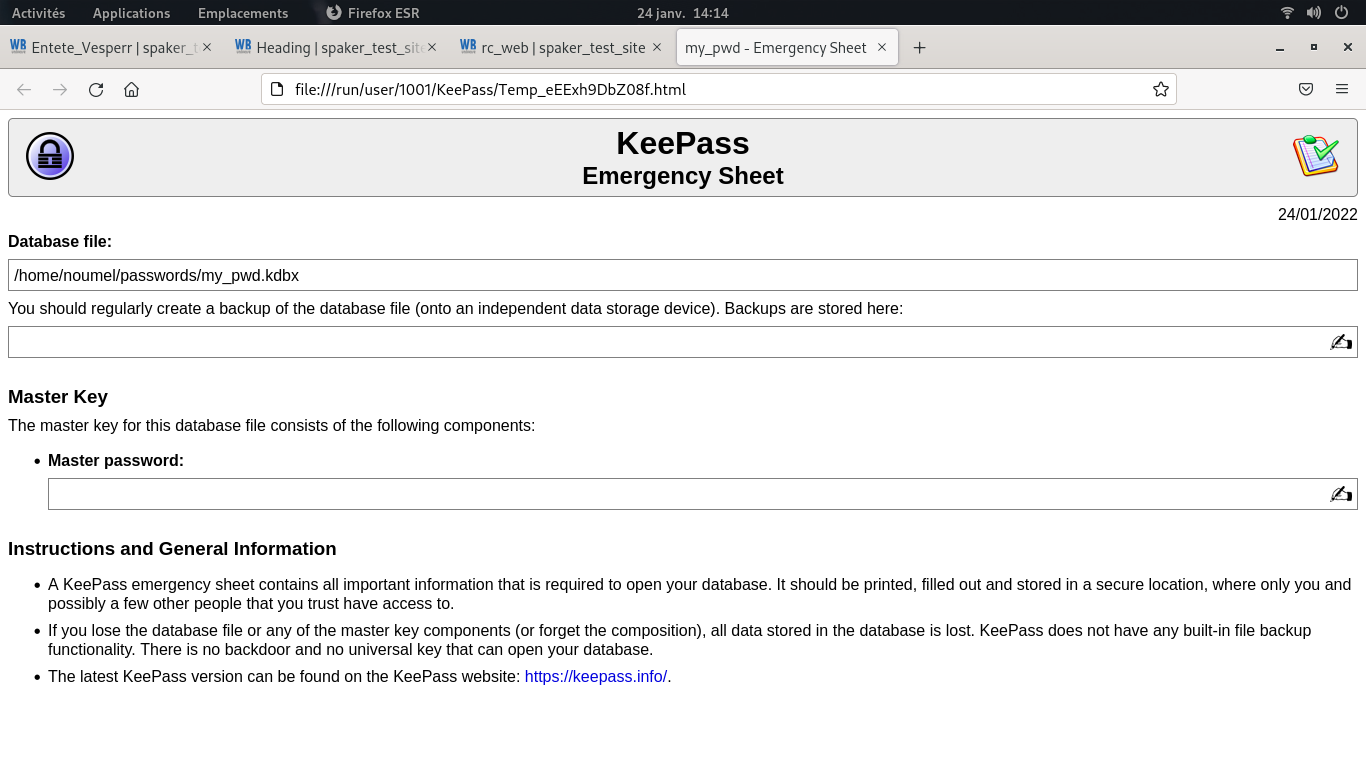 Activités Applications Emplacements Firefox ESR 24 janv. 14:14
Entete_Vesperr | spaker_t Heading | spaker_test_site rc_web | spaker_test_site my_pwd - Emergency Sheet
file:///run/user/1001/KeePass/Temp_eEExh9DbZ08f.html
KeePass
Emergency Sheet
24/01/2022
Database file:
/home/noumel/passwords/my_pwd.kdbx
You should regularly create a backup of the database file (onto an independent data storage device). Backups are stored here:
Master Key
The master key for this database file consists of the following components:
• Master password:
Instructions and General Information
• A KeePass emergency sheet contains all important information that is required to open your database. It should be printed, filled out and stored in a secure location, where only you and
possibly a few other people that you trust have access to.
• If you lose the database file or any of the master key components (or forget the composition), all data stored in the database is lost. KeePass does not have any built-in file backup
functionality. There is no backdoor and no universal key that can open your database.
• The latest KeePass version can be found on the KeePass website: https://keepass.info/.